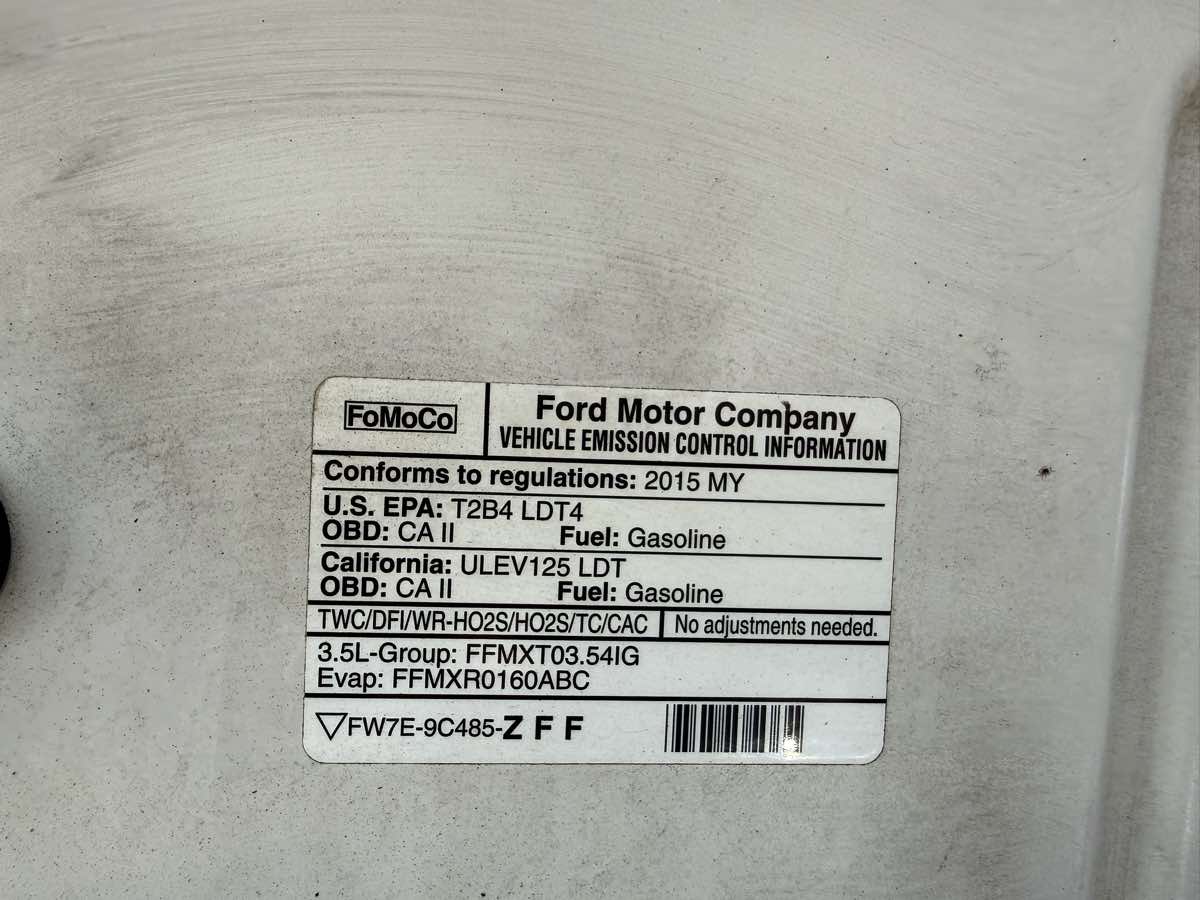 FoMoCo
Ford Motor Company
VEHICLE EMISSION CONTROL INFORMATION
Conforms to regulations: 2015 MY
U.S. EPA: T2B4 LDT4
OBD: CA II Fuel: Gasoline
California: ULEV125 LDT
OBD: CA II Fuel: Gasoline
TWC/DFI/WR-HO2S/HO2S/TC/CAC No adjustments needed.
3.5L-Group: FFMXT03.54IG
Evap: FFMXR0160ABC
▽FW7E-9C485-Z F F